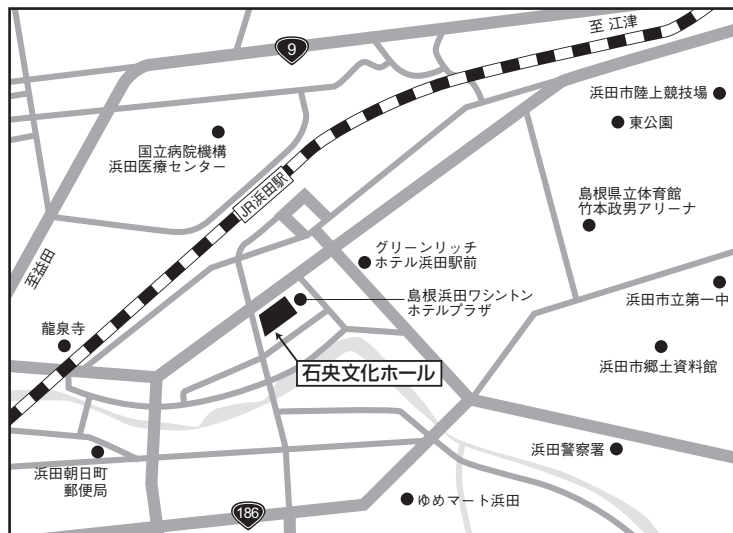 至 江津
9
浜田市陸上競技場
東公園
国立病院機構
浜田医療センター
JR浜田駅
島根県立体育館
竹本政男アリーナ
グリーンリッチ
ホテル浜田駅前
至益田
島根浜田ワシントン
ホテルプラザ
浜田市立第一中
龍泉寺
浜田市郷土資料館
石央文化ホール
浜田警察署
浜田朝日町
郵便局
ゆめマート浜田
186